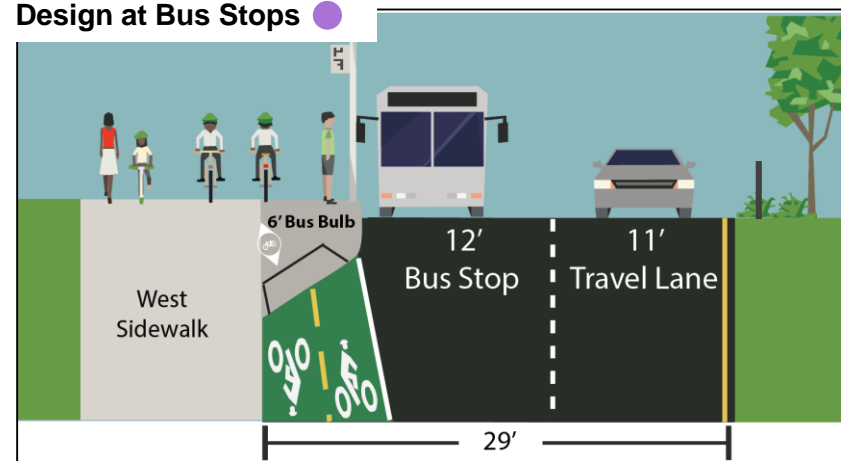 Design at Bus Stops
6’ Bus Bulb
12’
Bus Stop
11’
Travel Lane
West
Sidewalk
29’